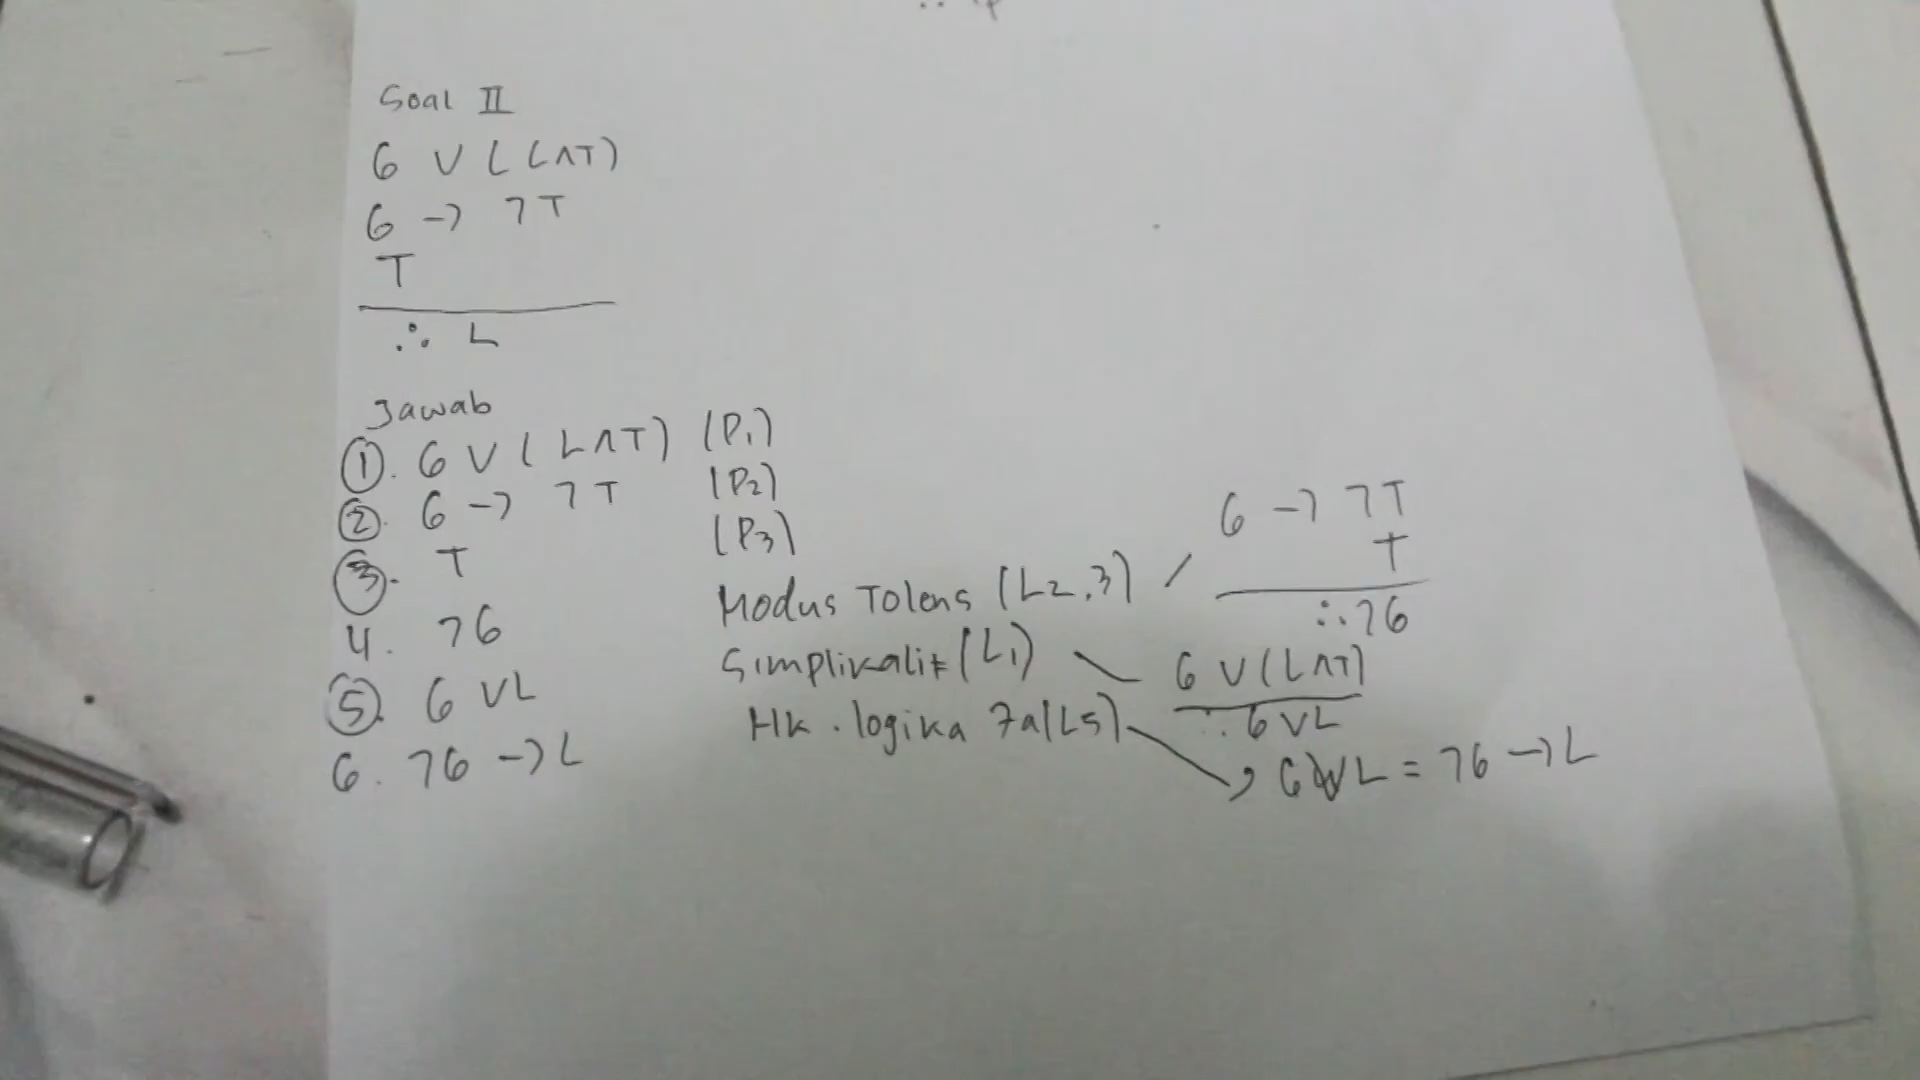 Soal II
G V (L∧T)
G → ¬T
T
∴ L
Jawab
①. G V (L∧T) (P1)
②. G → ¬T (P2)
③. T (P3)
4. ¬G Modus Tolens (L2,3)
⑤. G V L Simplikalif (L1)
6. ¬G → L Hk. logika 7a (L5)
G → ¬T
T
∴ ¬G
G V (L∧T)
∴ G V L
G V L = ¬G → L